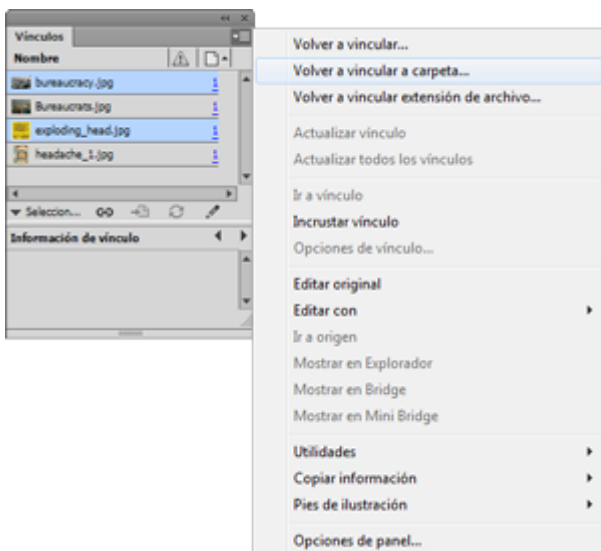 Vínculos
Nombre
bureaucracy.jpg 1
Bureaucrats.jpg 1
exploding_head.jpg 1
headache_1.jpg 1
Seleccion...
Información de vínculo
Volver a vincular...
Volver a vincular a carpeta...
Volver a vincular extensión de archivo...
Actualizar vínculo
Actualizar todos los vínculos
Ir a vínculo
Incrustar vínculo
Opciones de vínculo...
Editar original
Editar con
Ir a origen
Mostrar en Explorador
Mostrar en Bridge
Mostrar en Mini Bridge
Utilidades
Copiar información
Pies de ilustración
Opciones de panel...